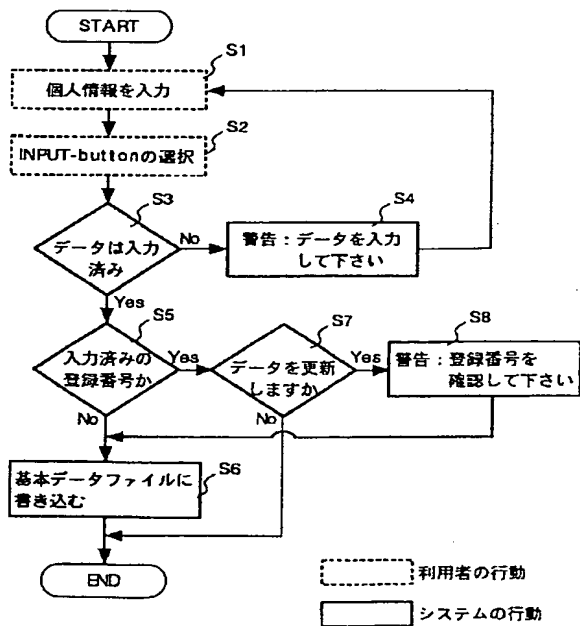 START
S1
個人情報を入力
S2
INPUT-buttonの選択
S3
データは入力
済み
No
S4
警告：データを入力
して下さい
Yes
S5
入力済みの
登録番号か
Yes
S7
データを更新
しますか
Yes
S8
警告：登録番号を
確認して下さい
No
No
S6
基本データファイルに
書き込む
END
利用者の行動
システムの行動